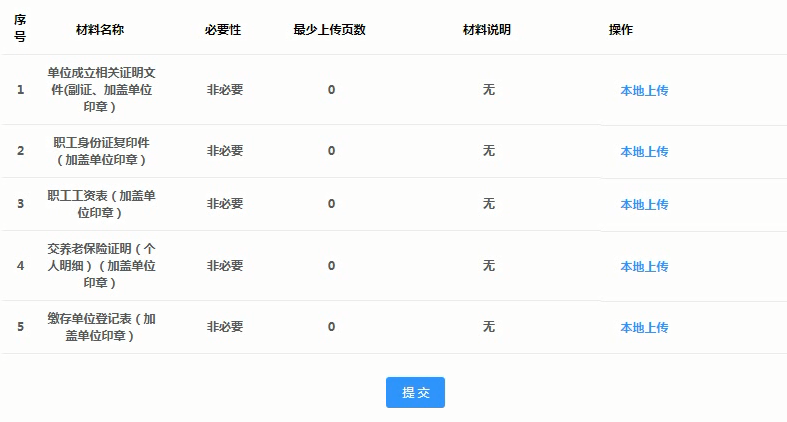 序号 材料名称 必要性 最少上传页数 材料说明 操作
1 单位成立相关证明文件(副证、加盖单位印章） 非必要 0 无 本地上传
2 职工身份证复印件（加盖单位印章） 非必要 0 无 本地上传
3 职工工资表（加盖单位印章） 非必要 0 无 本地上传
4 交养老保险证明（个人明细）（加盖单位印章） 非必要 0 无 本地上传
5 缴存单位登记表（加盖单位印章） 非必要 0 无 本地上传
提交